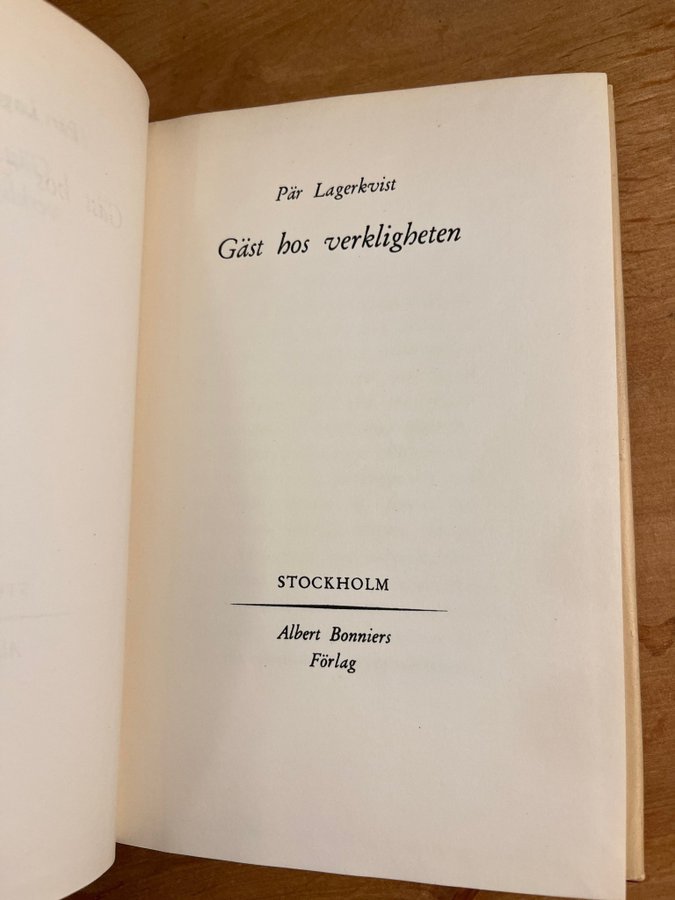 Pär Lagerkvist
Gäst hos verkligheten
STOCKHOLM
Albert Bonniers
Förlag